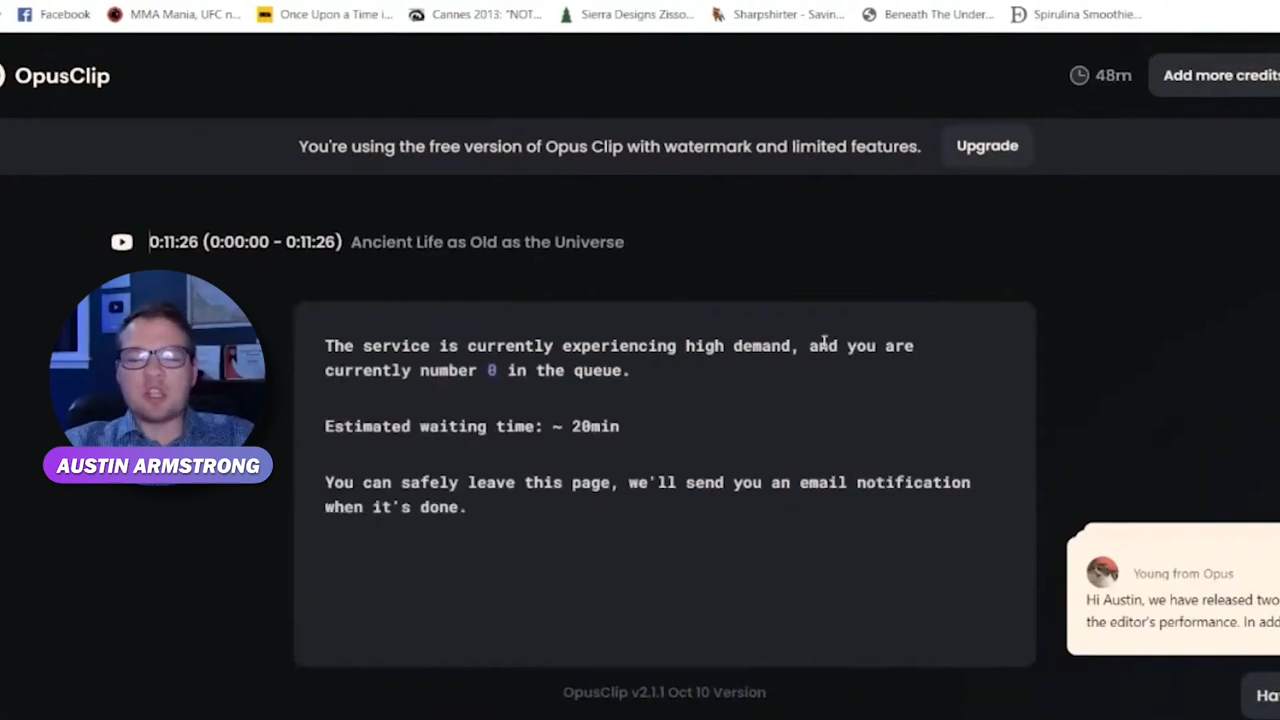 Facebook
MMA Mania, UFC n...
Once Upon a Time i...
Cannes 2013: "NOT...
Sierra Designs Zisso...
Sharpshirter - Savin...
Beneath The Under...
Spirulina Smoothie...
OpusClip
48m
Add more credits
You're using the free version of Opus Clip with watermark and limited features.
Upgrade
0:11:26 (0:00:00 - 0:11:26) Ancient Life as Old as the Universe
The service is currently experiencing high demand, and you are
currently number 0 in the queue.
Estimated waiting time: ~ 20min
You can safely leave this page, we'll send you an email notification
when it's done.
AUSTIN ARMSTRONG
Young from Opus
Hi Austin, we have released two
the editor's performance. In add
OpusClip v2.1.1 Oct 10 Version